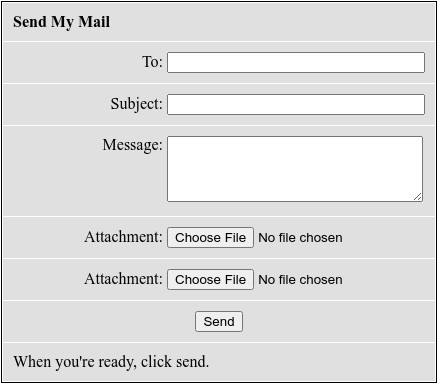 Send My Mail
To:
Subject:
Message:
Attachment: Choose File No file chosen
Attachment: Choose File No file chosen
Send
When you're ready, click send.